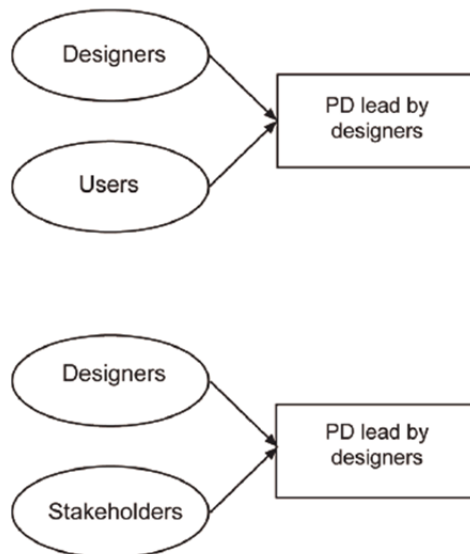 Designers
PD lead by
designers
Users
Designers
PD lead by
designers
Stakeholders